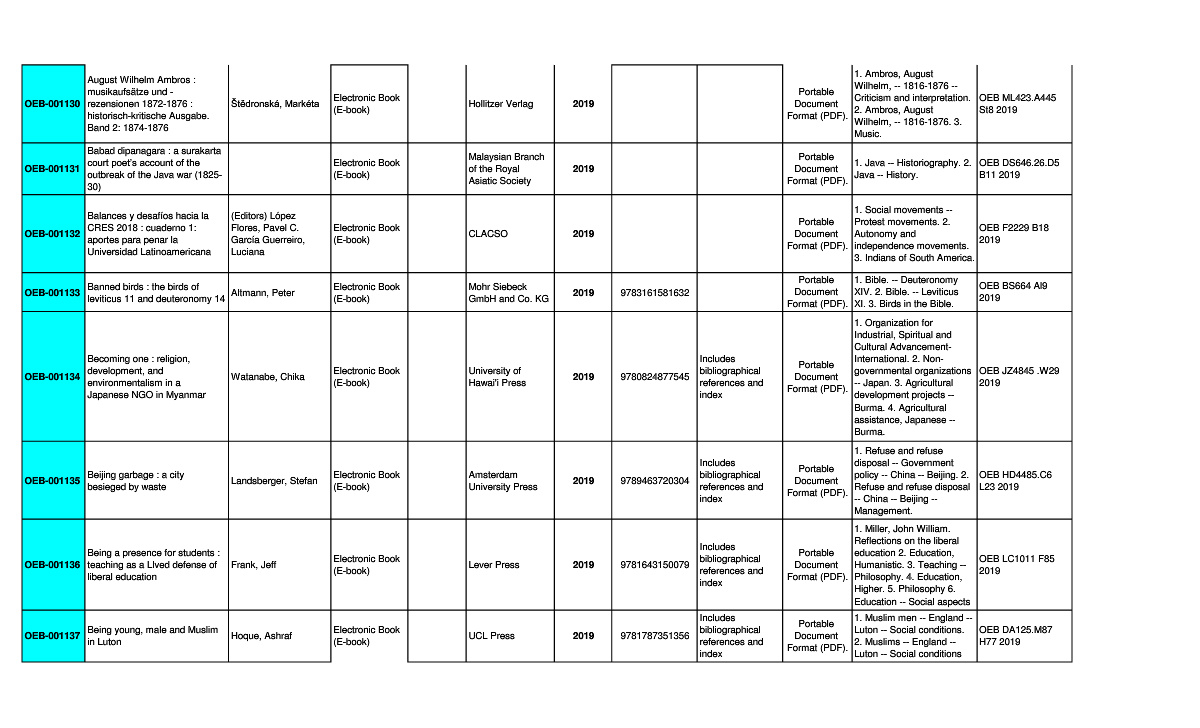 OEB-001130
August Wilhelm Ambros :
musikaufsätze und -
rezensionen 1872-1876 :
historisch-kritische Ausgabe.
Band 2: 1874-1876
Štědronská, Markéta
Electronic Book
(E-book)
Hollitzer Verlag
2019
Portable
Document
Format (PDF).
1. Ambros, August
Wilhelm, -- 1816-1876 --
Criticism and interpretation.
2. Ambros, August
Wilhelm, -- 1816-1876. 3.
Music.
OEB ML423.A445
St8 2019
OEB-001131
Babad dipanagara : a surakarta
court poet's account of the
outbreak of the Java war (1825-
30)
Electronic Book
(E-book)
Malaysian Branch
of the Royal
Asiatic Society
2019
Portable
Document
Format (PDF).
1. Java -- Historiography. 2.
Java -- History.
OEB DS646.26.D5
B11 2019
OEB-001132
Balances y desafíos hacia la
CRES 2018 : cuaderno 1:
aportes para penar la
Universidad Latinoamericana
(Editors) López
Flores, Pavel C.
García Guerreiro,
Luciana
Electronic Book
(E-book)
CLACSO
2019
Portable
Document
Format (PDF).
1. Social movements --
Protest movements. 2.
Autonomy and
independence movements.
3. Indians of South America.
OEB F2229 B18
2019
OEB-001133
Banned birds : the birds of
leviticus 11 and deuteronomy 14
Altmann, Peter
Electronic Book
(E-book)
Mohr Siebeck
GmbH and Co. KG
2019
9783161581632
Portable
Document
Format (PDF).
1. Bible. -- Deuteronomy
XIV. 2. Bible. -- Leviticus
XI. 3. Birds in the Bible.
OEB BS664 Al9
2019
OEB-001134
Becoming one : religion,
development, and
environmentalism in a
Japanese NGO in Myanmar
Watanabe, Chika
Electronic Book
(E-book)
University of
Hawai'i Press
2019
9780824877545
Includes
bibliographical
references and
index
Portable
Document
Format (PDF).
1. Organization for
Industrial, Spiritual and
Cultural Advancement-
International. 2. Non-
governmental organizations
-- Japan. 3. Agricultural
development projects --
Burma. 4. Agricultural
assistance, Japanese --
Burma.
OEB JZ4845 .W29
2019
OEB-001135
Beijing garbage : a city
besieged by waste
Landsberger, Stefan
Electronic Book
(E-book)
Amsterdam
University Press
2019
9789463720304
Includes
bibliographical
references and
index
Portable
Document
Format (PDF).
1. Refuse and refuse
disposal -- Government
policy -- China -- Beijing. 2.
Refuse and refuse disposal
-- China -- Beijing --
Management.
OEB HD4485.C6
L23 2019
OEB-001136
Being a presence for students :
teaching as a LIved defense of
liberal education
Frank, Jeff
Electronic Book
(E-book)
Lever Press
2019
9781643150079
Includes
bibliographical
references and
index
Portable
Document
Format (PDF).
1. Miller, John William.
Reflections on the liberal
education 2. Education,
Humanistic. 3. Teaching --
Philosophy. 4. Education,
Higher. 5. Philosophy 6.
Education -- Social aspects
OEB LC1011 F85
2019
OEB-001137
Being young, male and Muslim
in Luton
Hoque, Ashraf
Electronic Book
(E-book)
UCL Press
2019
9781787351356
Includes
bibliographical
references and
index
Portable
Document
Format (PDF).
1. Muslim men -- England --
Luton -- Social conditions.
2. Muslims -- England --
Luton -- Social conditions
OEB DA125.M87
H77 2019